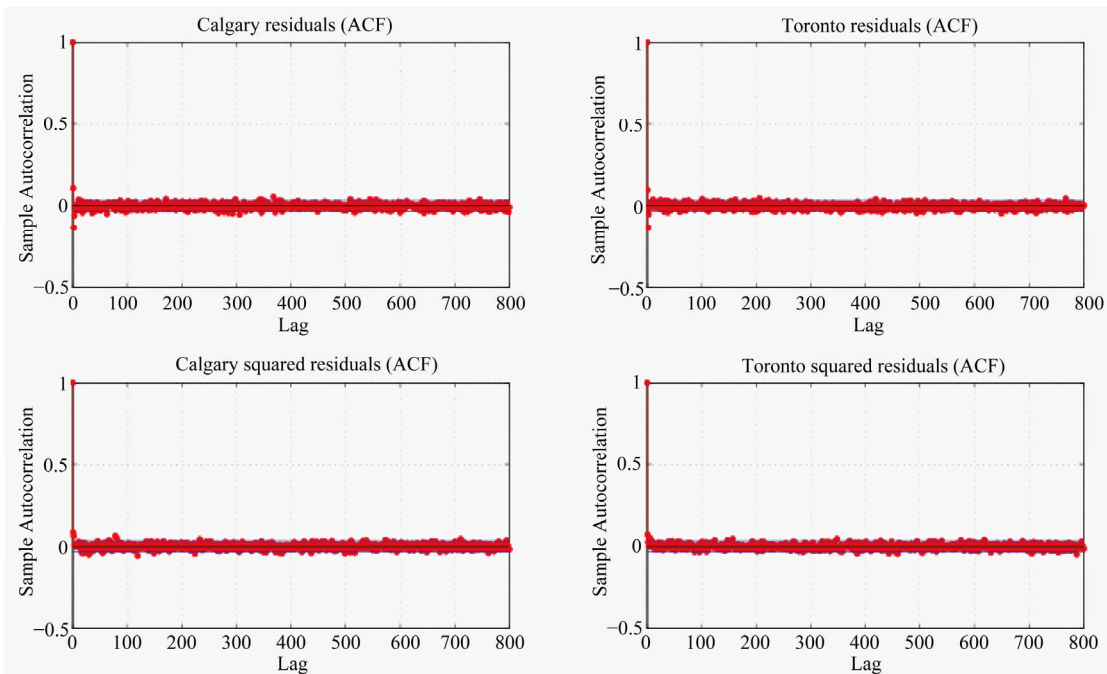 Calgary residuals (ACF)
1
0.5
0
−0.5
Sample Autocorrelation
0 100 200 300 400 500 600 700 800
Lag
Toronto residuals (ACF)
1
0.5
0
−0.5
Sample Autocorrelation
0 100 200 300 400 500 600 700 800
Lag
Calgary squared residuals (ACF)
1
0.5
0
−0.5
Sample Autocorrelation
0 100 200 300 400 500 600 700 800
Lag
Toronto squared residuals (ACF)
1
0.5
0
−0.5
Sample Autocorrelation
0 100 200 300 400 500 600 700 800
Lag